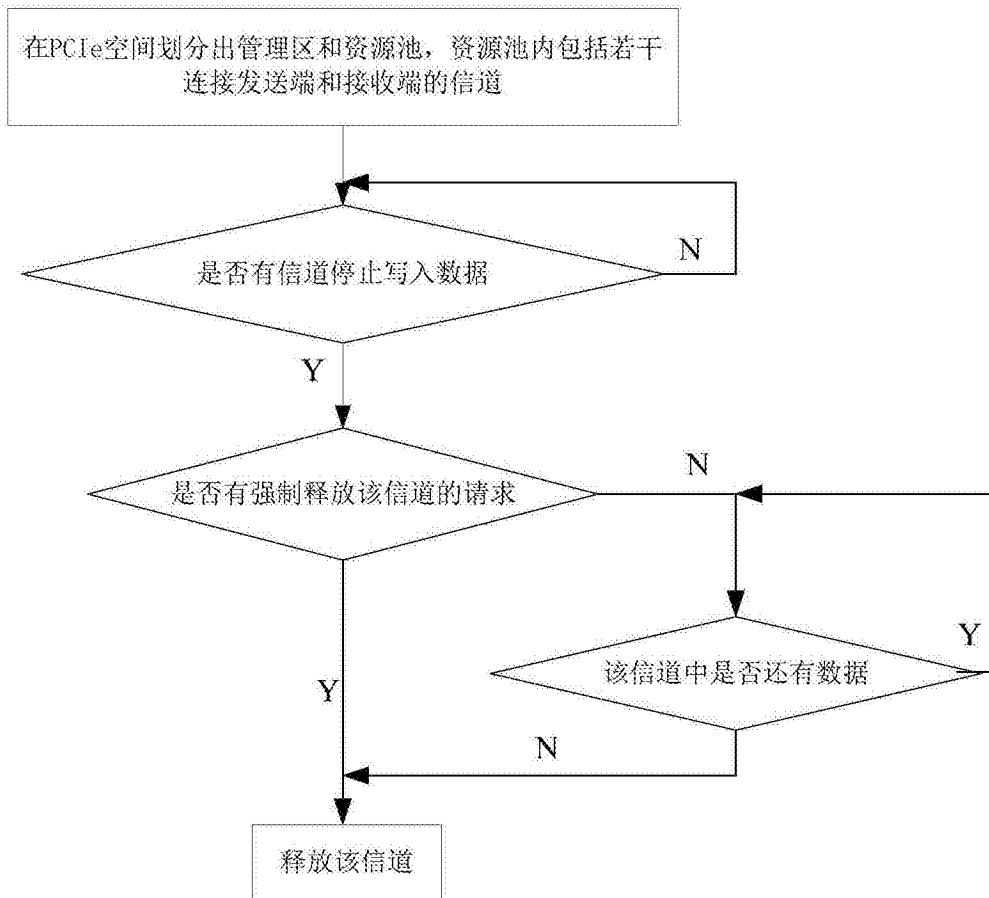 在PCIe空间划分出管理区和资源池，资源池内包括若干
连接发送端和接收端的信道
N
是否有信道停止写入数据
Y
N
是否有强制释放该信道的请求
Y
该信道中是否还有数据
Y
N
释放该信道